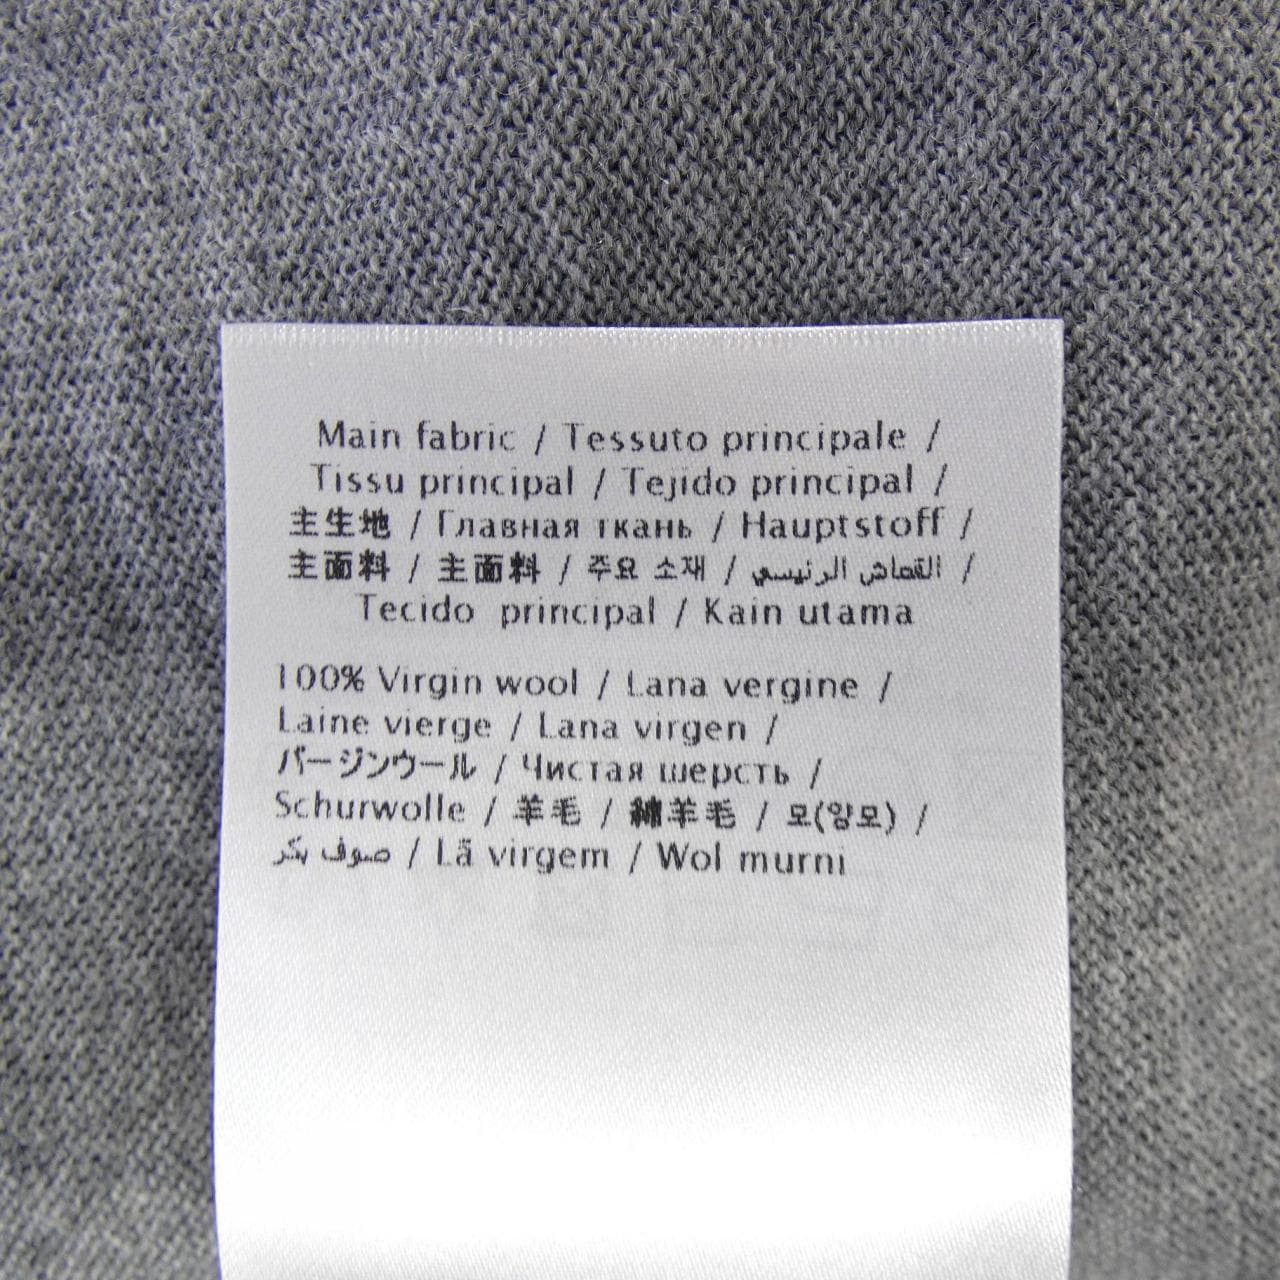 Main fabric / Tessuto principale /
Tissu principal / Tejido principal /
主生地 / Главная ткань / Hauptstoff /
主面料 / 主面料 / 주요 소재 / القماش الرئيسي /
Tecido principal / Kain utama
100% Virgin wool / Lana vergine /
Laine vierge / Lana virgen /
バージンウール / Чистая шерсть /
Schurwolle / 羊毛 / 綿羊毛 / 모(양모) /
صوف بكر / Lã virgem / Wol murni